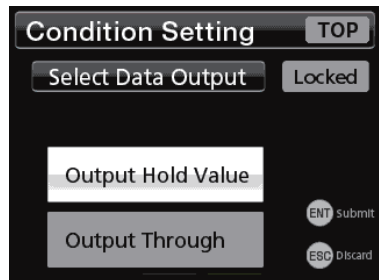 Condition Setting TOP
Select Data Output Locked
Output Hold Value
ENT Submit
Output Through
ESC Discard